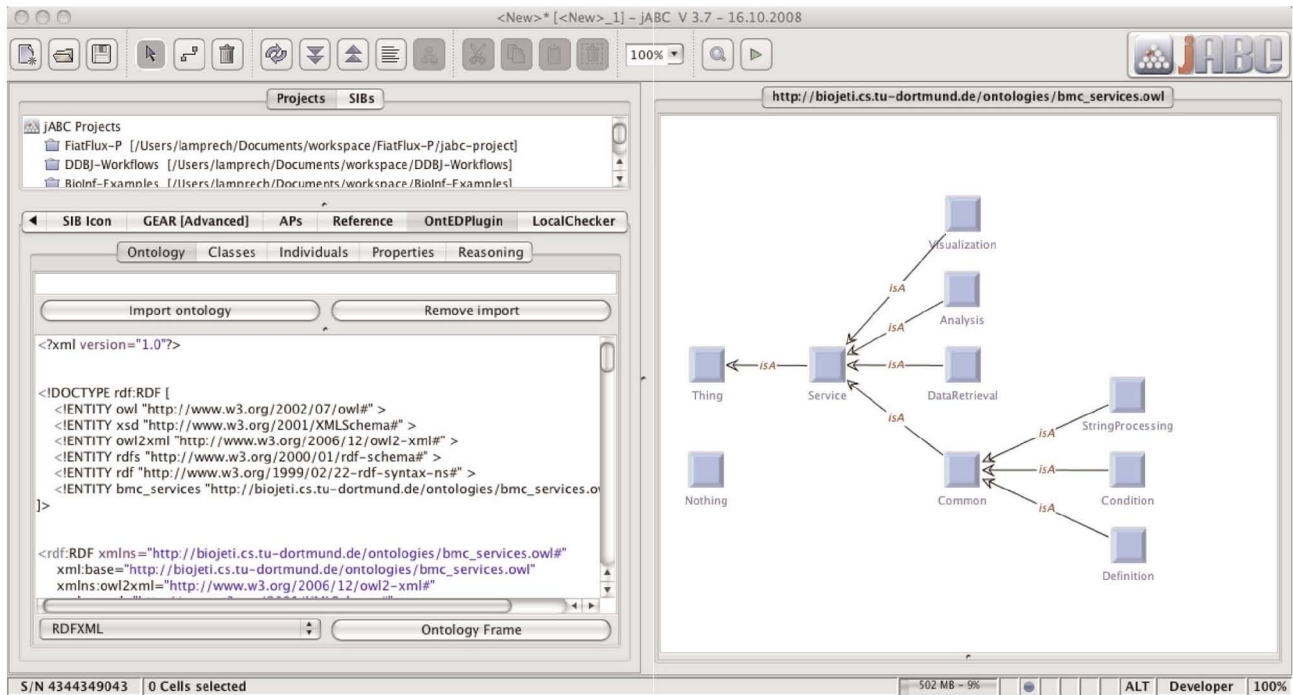 <New>* [<New>_1] - jABC V 3.7 - 16.10.2008
100%
jABC
Projects SIBs
jABC Projects
FiatFlux-P [/Users/lamprech/Documents/workspace/FiatFlux-P/jabc-project]
DDBJ-Workflows [/Users/lamprech/Documents/workspace/DDBJ-Workflows]
BioInf-Examples [/Users/lamprech/Documents/workspace/BioInf-Examples]
SIB Icon GEAR [Advanced] APs Reference OntEDPlugin LocalChecker
Ontology Classes Individuals Properties Reasoning
Import ontology Remove import
<?xml version="1.0"?>
<!DOCTYPE rdf:RDF [
<!ENTITY owl "http://www.w3.org/2002/07/owl#" >
<!ENTITY xsd "http://www.w3.org/2001/XMLSchema#" >
<!ENTITY owl2xml "http://www.w3.org/2006/12/owl2-xml#" >
<!ENTITY rdfs "http://www.w3.org/2000/01/rdf-schema#" >
<!ENTITY rdf "http://www.w3.org/1999/02/22-rdf-syntax-ns#" >
<!ENTITY bmc_services "http://biojeti.cs.tu-dortmund.de/ontologies/bmc_services.o
]>
<rdf:RDF xmlns="http://biojeti.cs.tu-dortmund.de/ontologies/bmc_services.owl#"
xml:base="http://biojeti.cs.tu-dortmund.de/ontologies/bmc_services.owl"
xmlns:owl2xml="http://www.w3.org/2006/12/owl2-xml#"
RDFXML Ontology Frame
http://biojeti.cs.tu-dortmund.de/ontologies/bmc_services.owl
Visualization
isA
Analysis
isA
isA
isA
Thing
Service
DataRetrieval
isA
StringProcessing
isA
isA
Nothing
Common
Condition
isA
Definition
S/N 4344349043 0 Cells selected
502 MB - 9%
ALT Developer 100%